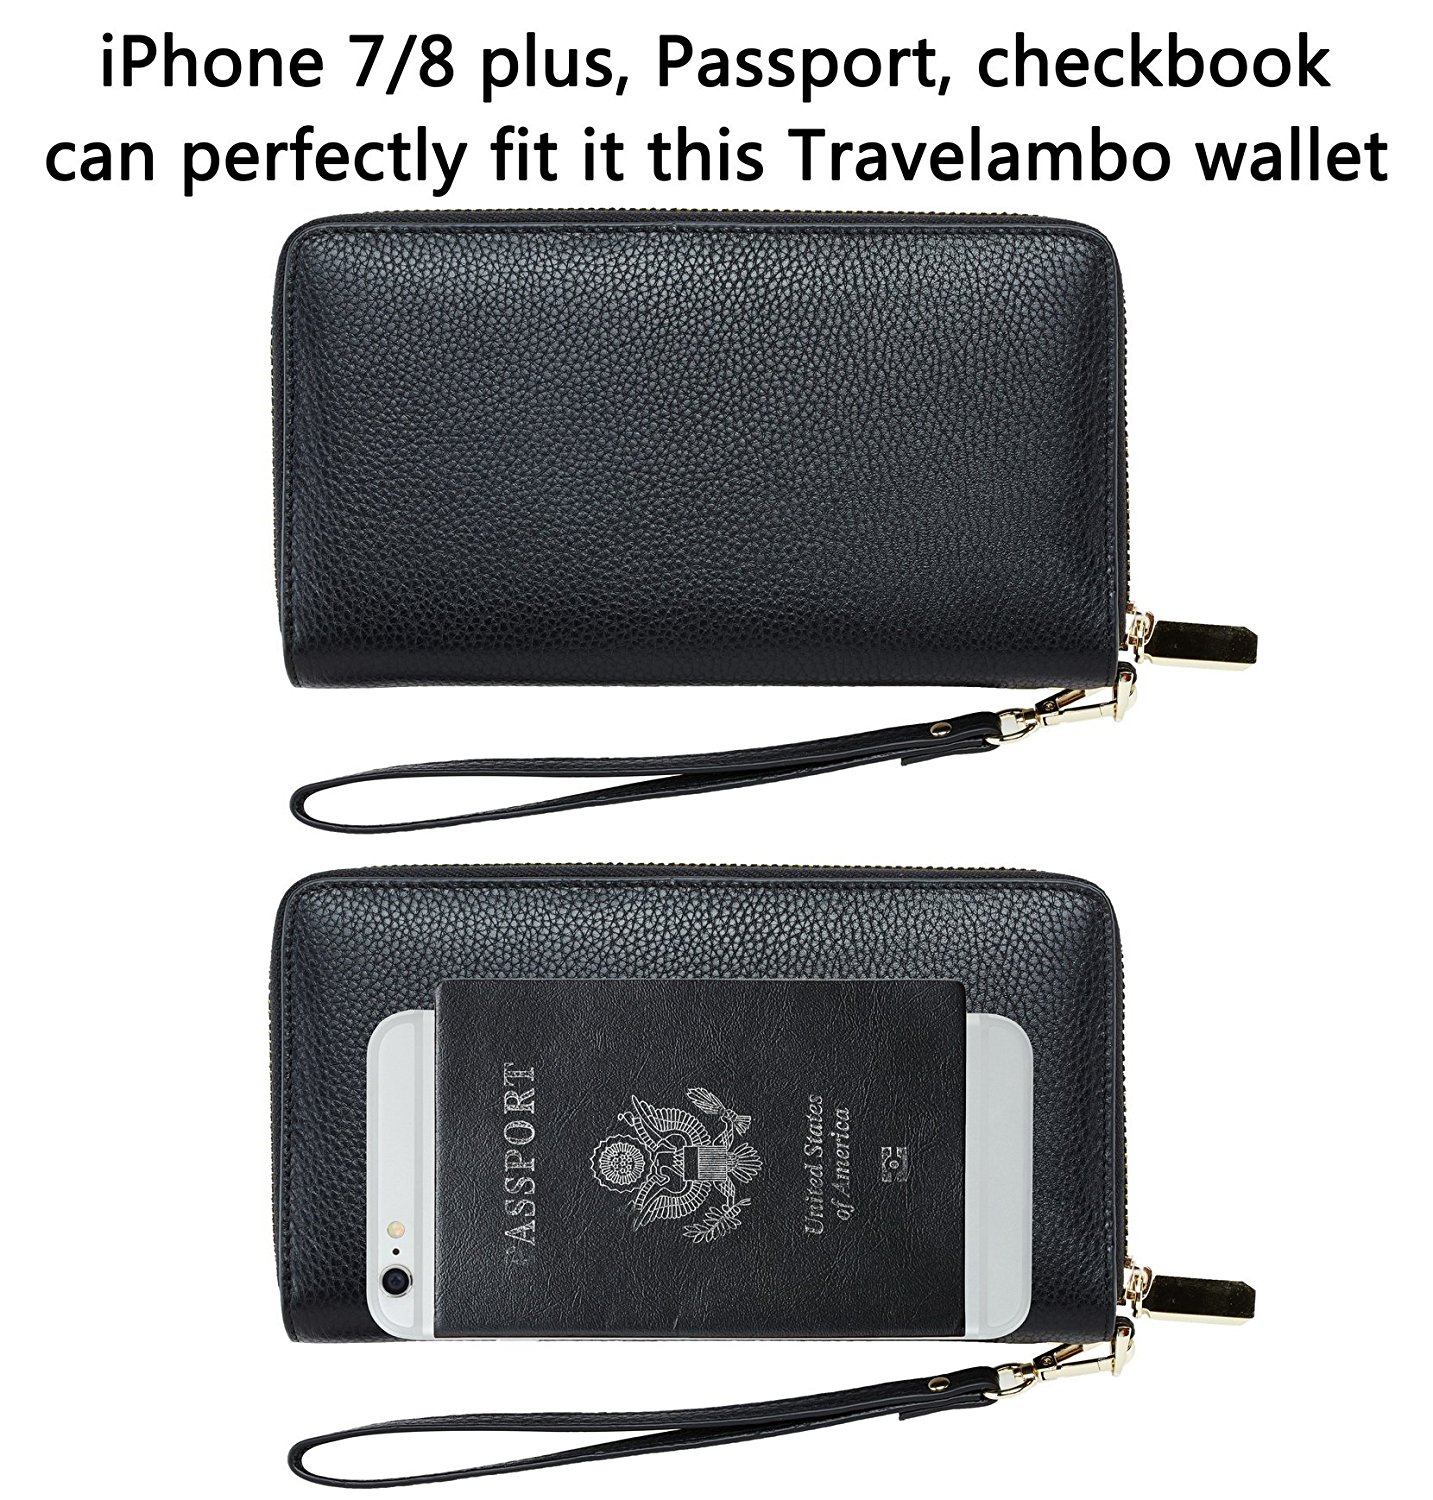 iPhone 7/8 plus, Passport, checkbook
can perfectly fit it this Travelambo wallet
PASSPORT
United States
of America